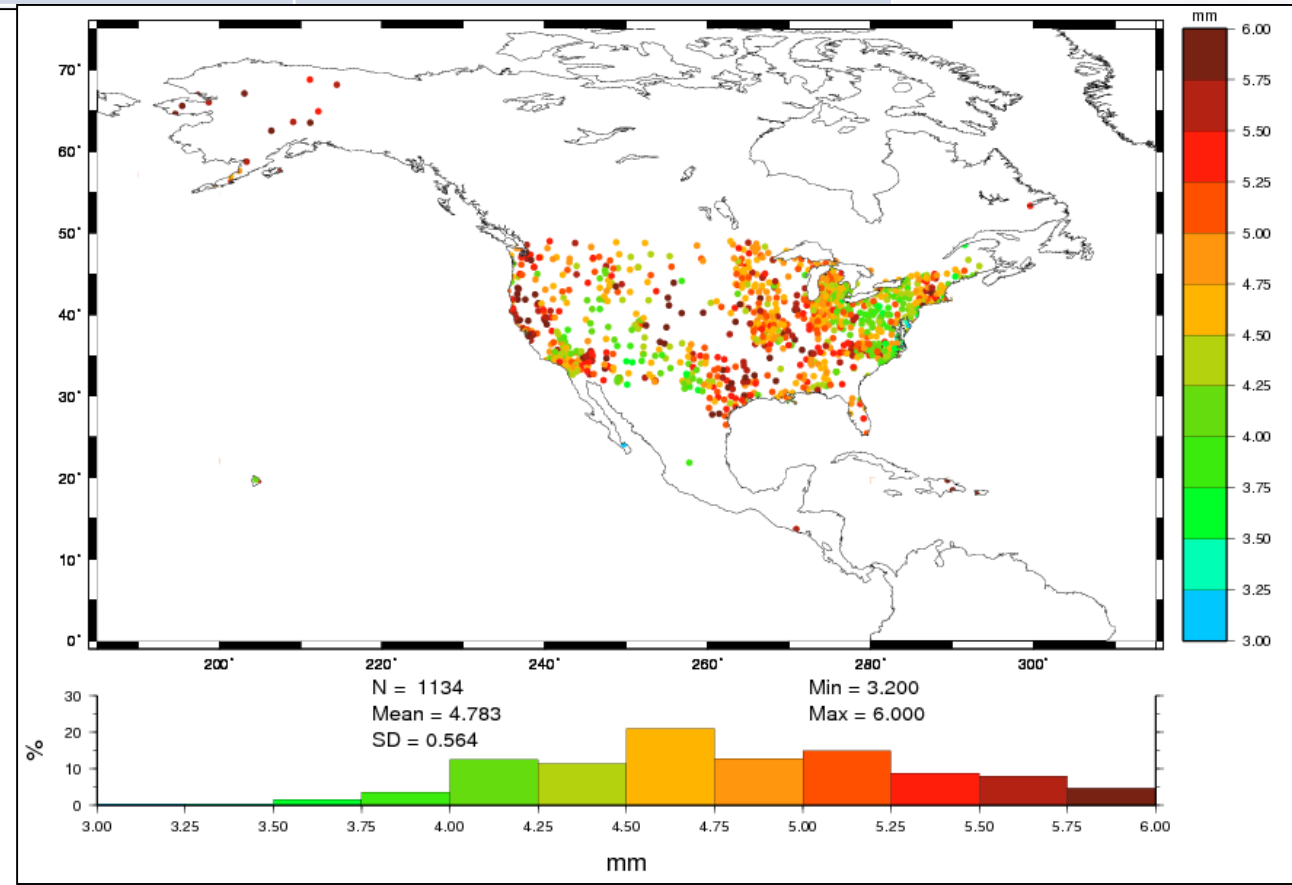 mm
6.00
5.75
5.50
5.25
5.00
4.75
4.50
4.25
4.00
3.75
3.50
3.25
3.00
70˚
60˚
50˚
40˚
30˚
20˚
10˚
0˚
200˚ 220˚ 240˚ 260˚ 280˚ 300˚
N = 1134
Mean = 4.783
SD = 0.564
Min = 3.200
Max = 6.000
%
30
20
10
0
3.00 3.25 3.50 3.75 4.00 4.25 4.50 4.75 5.00 5.25 5.50 5.75 6.00
mm